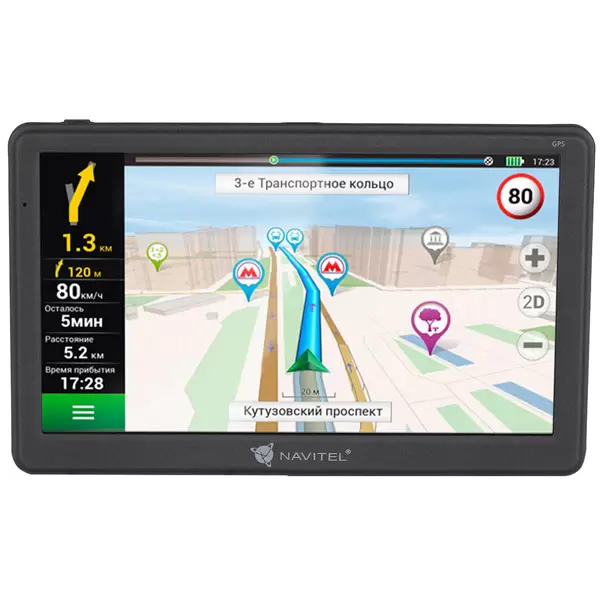 GPS
17:23
3-е Транспортное кольцо
80
1.3 км
120 м
80км/ч
Осталось
5мин
Расстояние
5.2 км
Время прибытия
17:28
2D
20 м
Кутузовский проспект
NAVITEL®